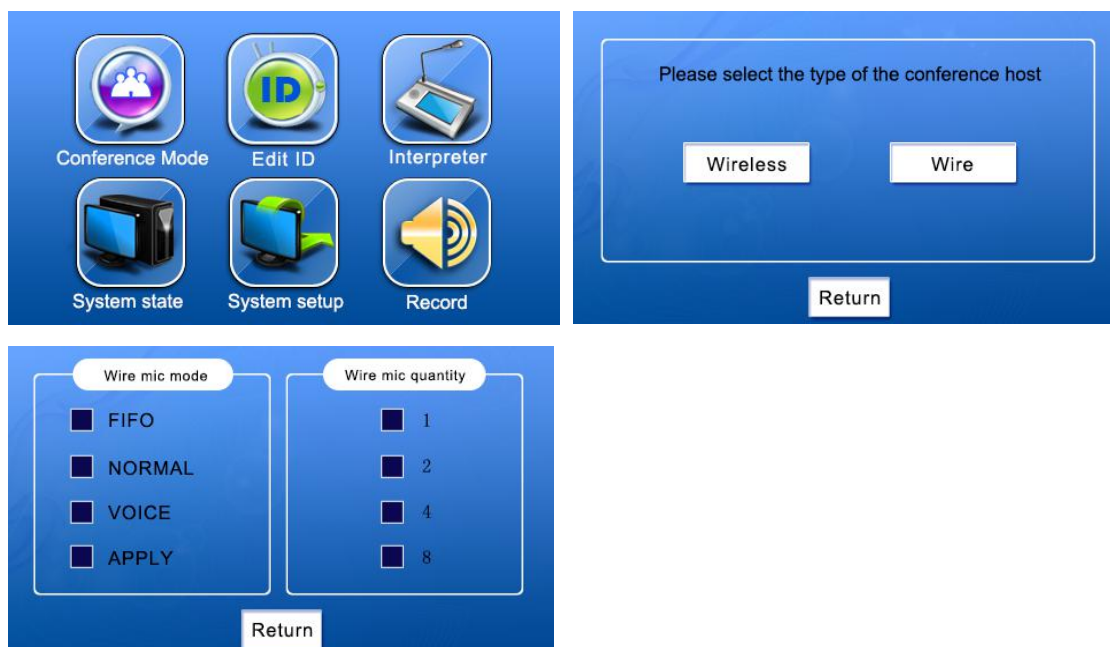 ID
Conference Mode Edit ID Interpreter
System state System setup Record
Please select the type of the conference host
Wireless Wire
Return
Wire mic mode Wire mic quantity
FIFO 1
NORMAL 2
VOICE 4
APPLY 8
Return